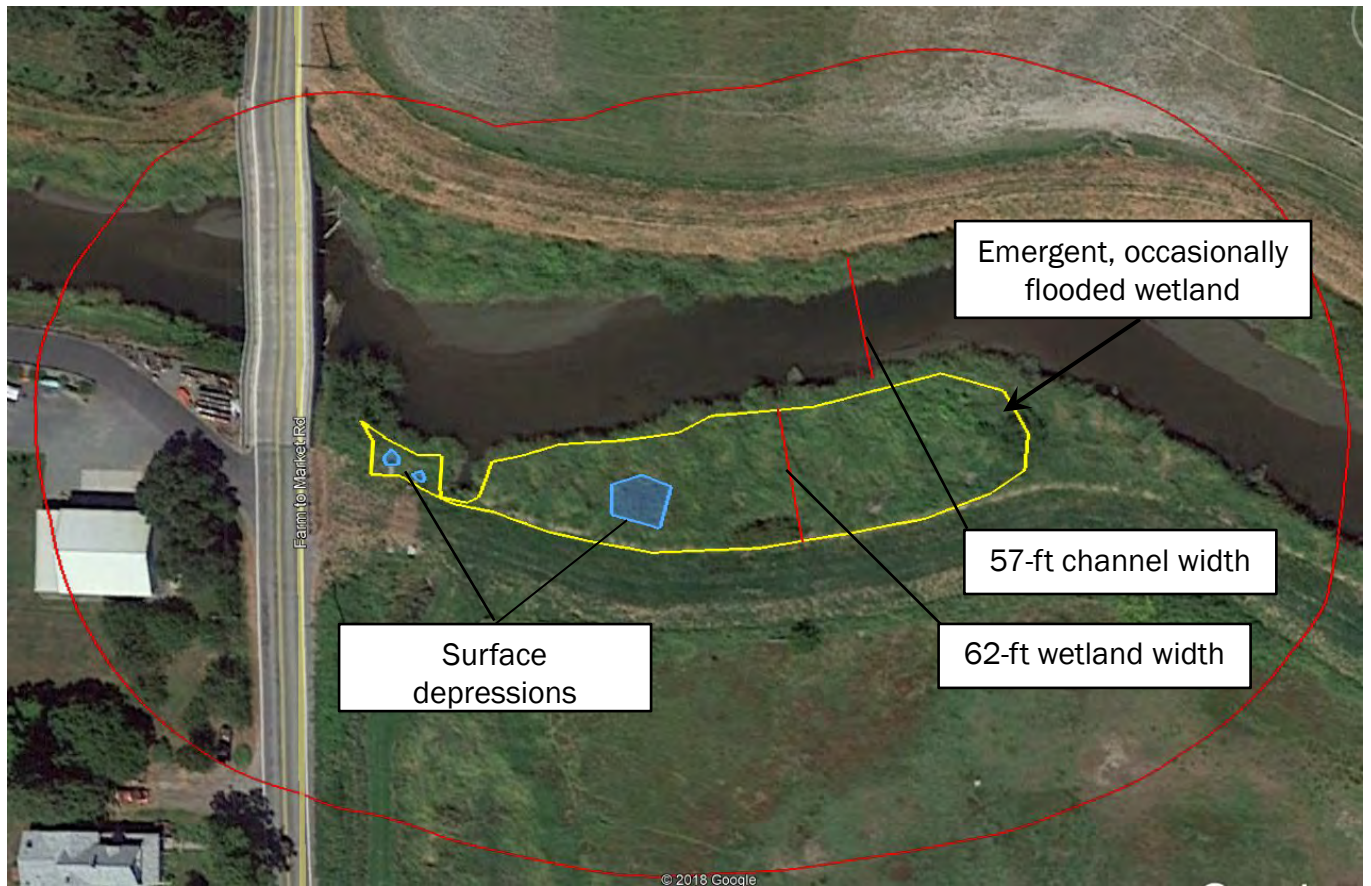 Emergent, occasionally
flooded wetland
Farm to Market Rd
57-ft channel width
Surface
depressions
62-ft wetland width
© 2018 Google